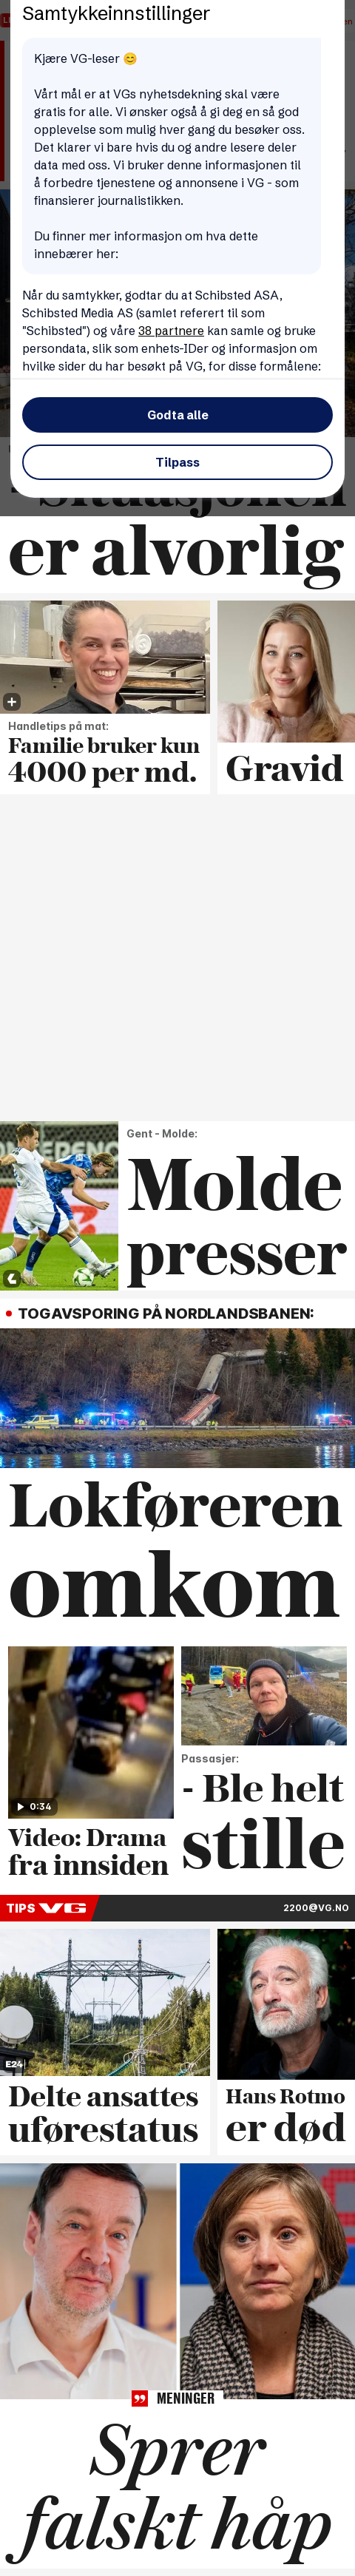 Samtykkeinnstillinger
Kjære VG-leser 😊
Vårt mål er at VGs nyhetsdekning skal være
gratis for alle. Vi ønsker også å gi deg en så god
opplevelse som mulig hver gang du besøker oss.
Det klarer vi bare hvis du og andre lesere deler
data med oss. Vi bruker denne informasjonen til
å forbedre tjenestene og annonsene i VG - som
finansierer journalistikken.
Du finner mer informasjon om hva dette
innebærer her:
Når du samtykker, godtar du at Schibsted ASA,
Schibsted Media AS (samlet referert til som
"Schibsted") og våre 38 partnere kan samle og bruke
persondata, slik som enhets-IDer og informasjon om
hvilke sider du har besøkt på VG, for disse formålene:
Godta alle
Tilpass
- Situasjonen
er alvorlig
Handletips på mat:
Familie bruker kun
4000 per md.
Gravid
Gent - Molde:
Molde
presser
TOGAVSPORING PÅ NORDLANDSBANEN:
Lokføreren
omkom
0:34
Video: Drama
fra innsiden
Passasjer:
- Ble helt
stille
TIPS VG
2200@VG.NO
E24
Delte ansattes
uførestatus
Hans Rotmo
er død
MENINGER
Sprer
falskt håp